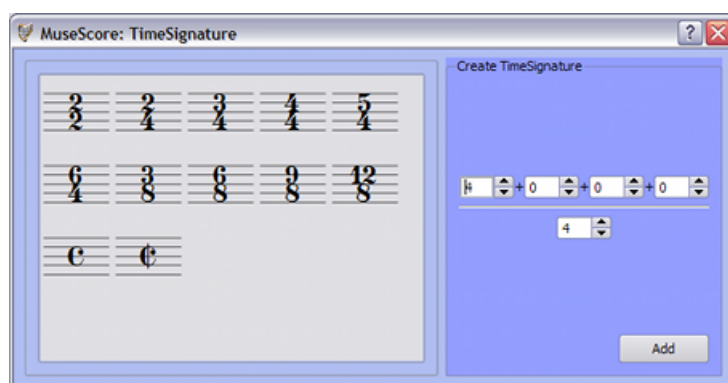 MuseScore: TimeSignature
Create TimeSignature
2 2 3 4 5
2 4 4 4 4
6 3 6 9 12
4 8 8 8 8
4 + 0 + 0 + 0
4
Add